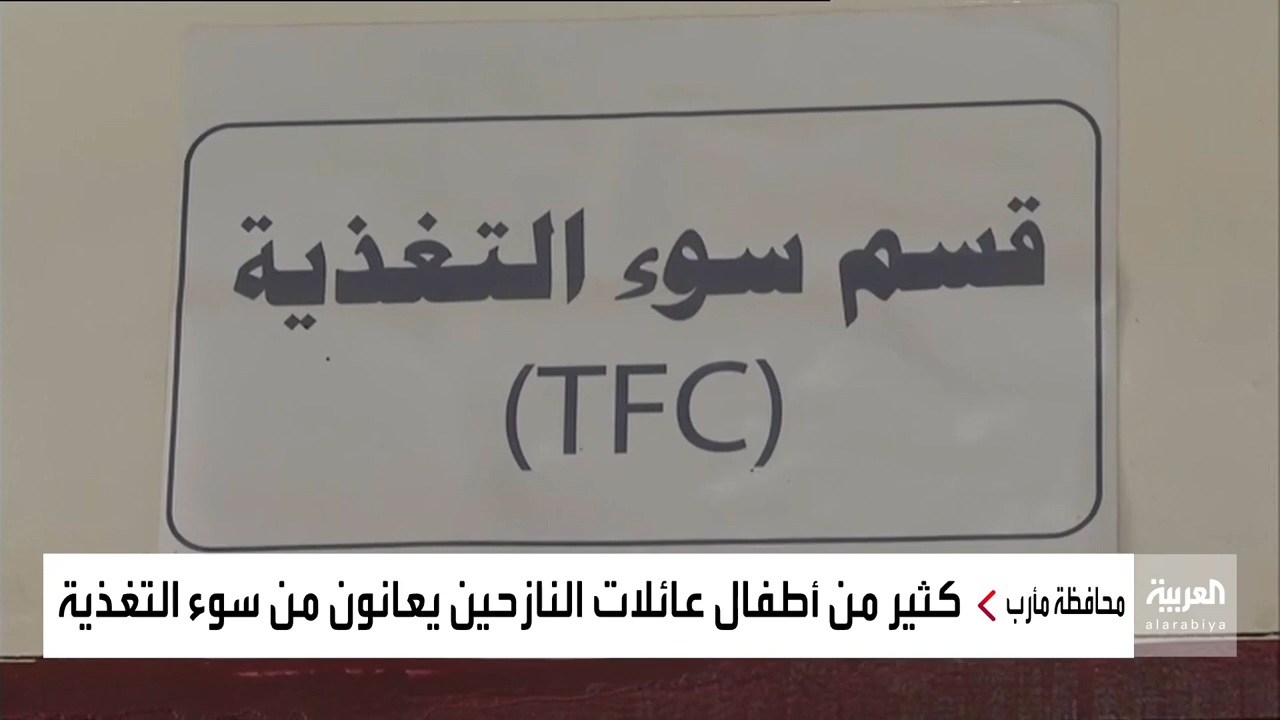 قسم سوء التغذية
(TFC)
محافظة مأرب
كثير من أطفال عائلات النازحين يعانون من سوء التغذية
العربية
alarabiya